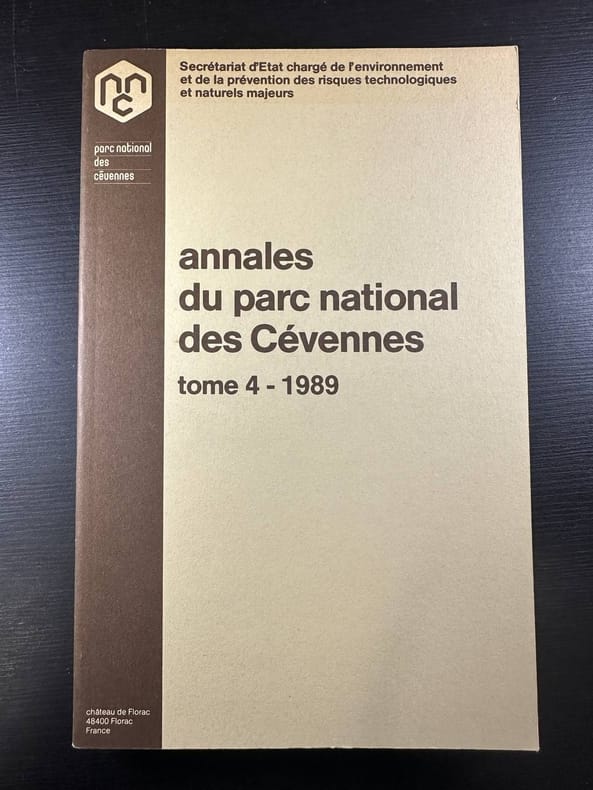 Secrétariat d'Etat chargé de l'environnement
et de la prévention des risques technologiques
et naturels majeurs
parc national
des
cévennes
annales
du parc national
des Cévennes
tome 4 - 1989
château de Florac
48400 Florac
France